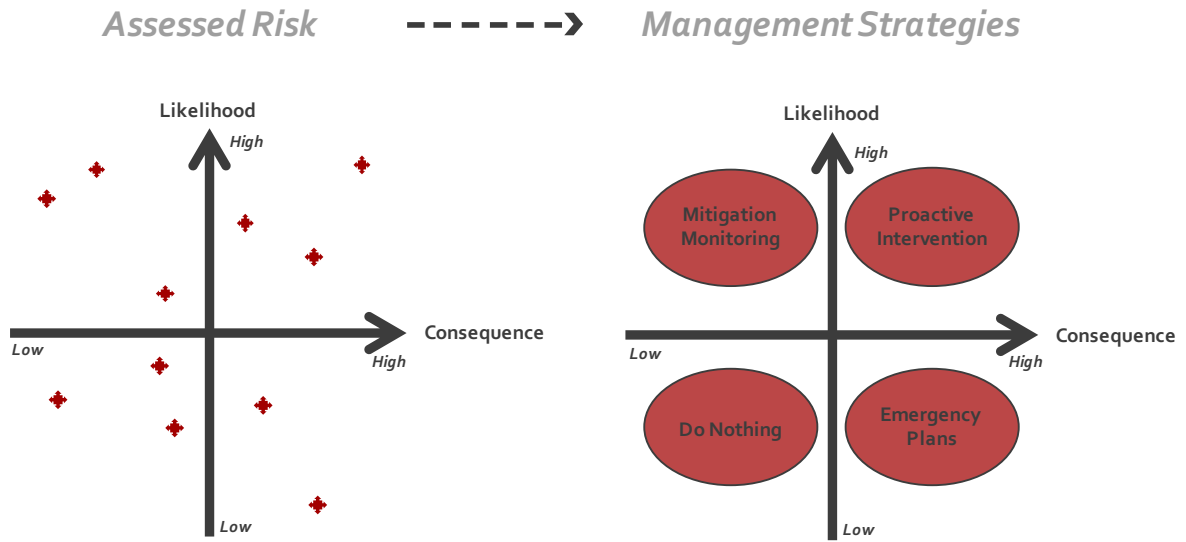 Assessed Risk
Management Strategies
Likelihood
High
Low
High
Consequence
Low
Likelihood
High
Mitigation
Monitoring
Proactive
Intervention
Low
High
Consequence
Do Nothing
Emergency
Plans
Low